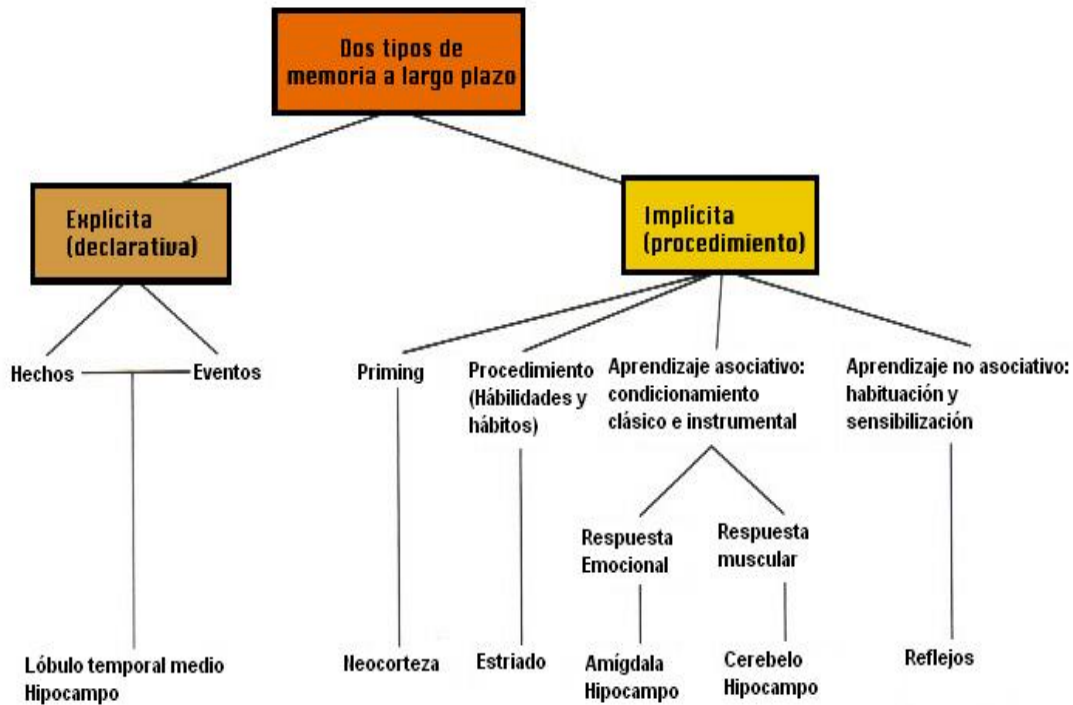 Dos tipos de
memoria a largo plazo
Explícita
(declarativa)
Implícita
(procedimiento)
Hechos
Eventos
Priming
Procedimiento
(Hábilidades y
hábitos)
Aprendizaje asociativo:
condicionamiento
clásico e instrumental
Aprendizaje no asociativo:
habituación y
sensibilización
Respuesta
Emocional
Respuesta
muscular
Lóbulo temporal medio
Hipocampo
Neocorteza
Estriado
Amígdala
Hipocampo
Cerebelo
Hipocampo
Reflejos